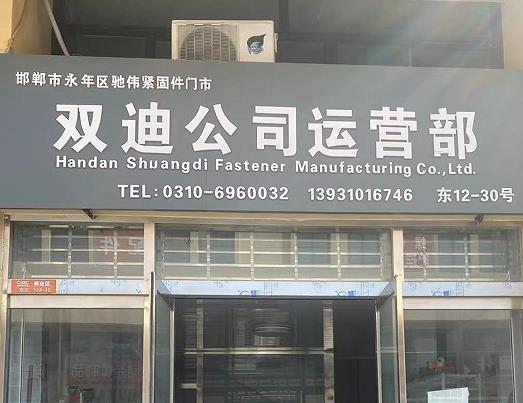 邯郸市永年区驰伟紧固件门市
双迪公司运营部
Handan Shuangdi Fastener Manufacturing Co.,Ltd.
TEL:0310-6960032 13931016746 东12-30号